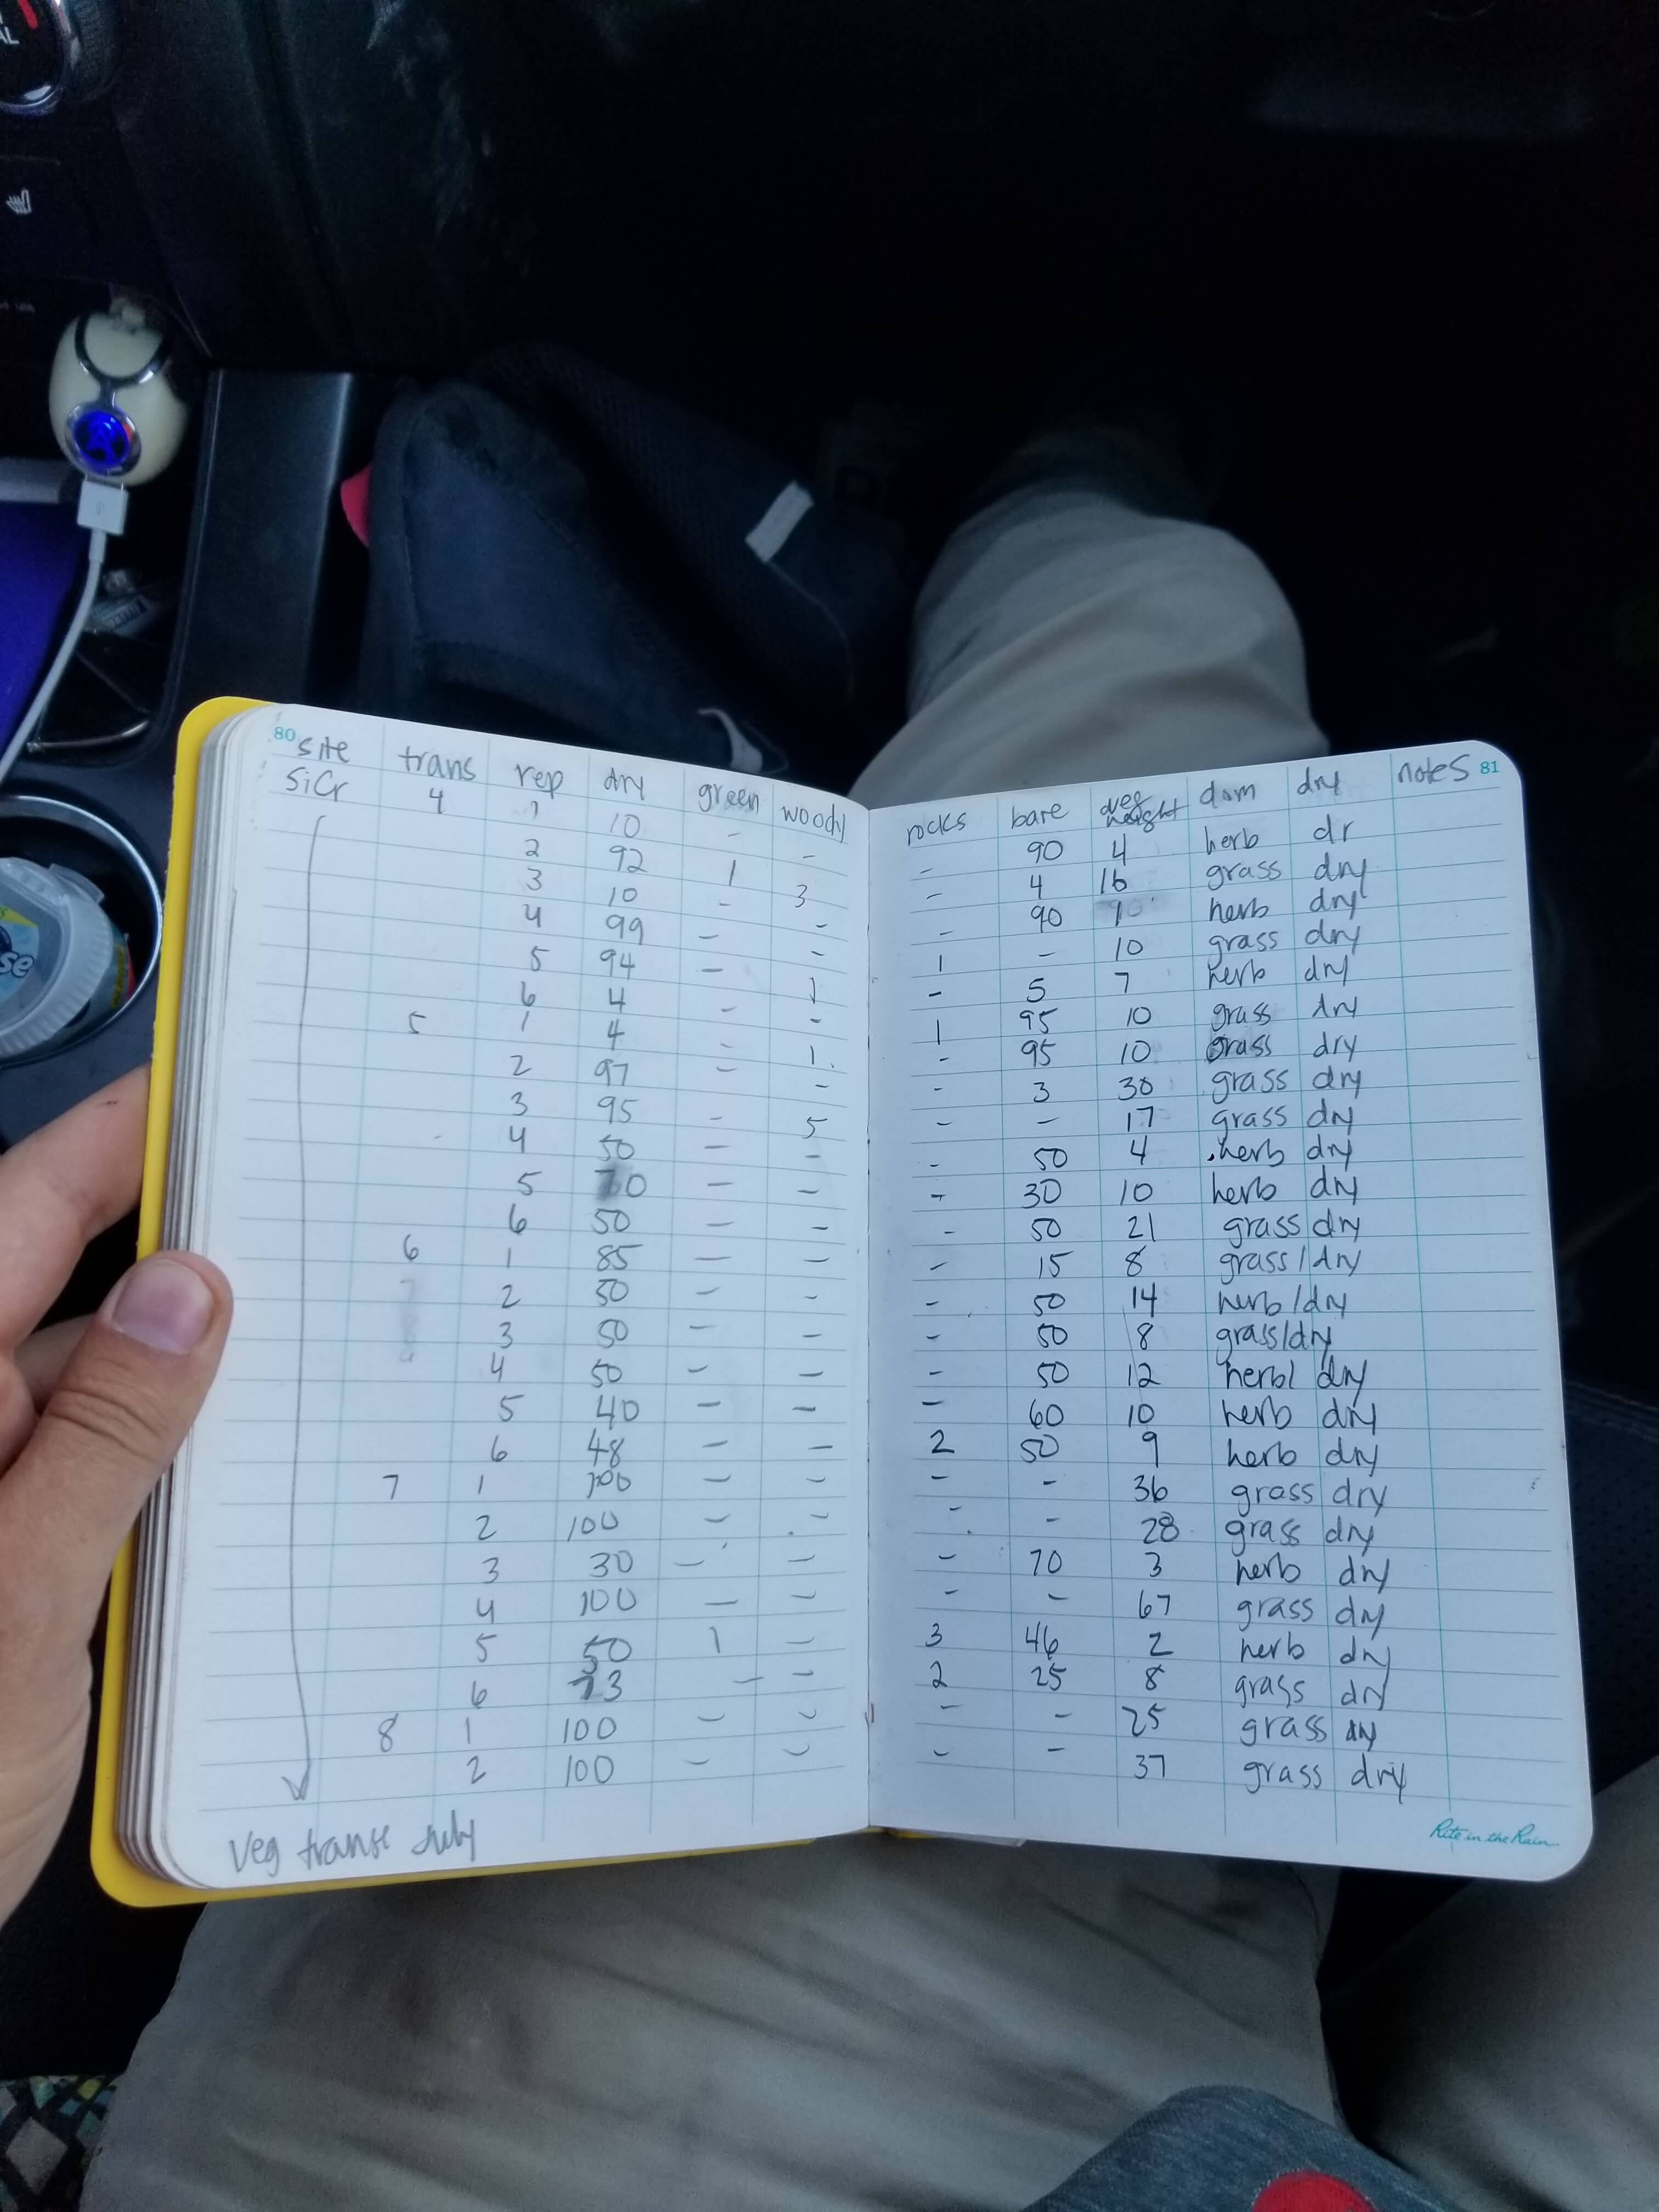 AL
se
80 site trans rep dry green woody rocks bare veg height dom dry notes 81
SiCr 4 1 10 - - - 90 4 herb dr
2 92 1 3 - 4 16 grass dry
3 10 - - - 90 10 herb dry
4 99 - - 1 - 10 grass dry
5 94 - 1 - 5 7 herb dry
6 4 - - 1 95 10 grass dry
5 1 4 - 1 - 95 10 grass dry
2 97 - - - 3 30 grass dry
3 95 - 5 - - 17 grass dry
4 50 - - - 50 4 herb dry
5 70 - - - 30 10 herb dry
6 50 - - - 50 21 grass dry
6 1 85 - - - 15 8 grass/dry
2 50 - - - 50 14 herb/dry
3 50 - - - 50 8 grass/dry
4 50 - - - 50 12 herb/ dry
5 40 - - - 60 10 herb dry
6 48 - - 2 50 9 herb dry
7 1 100 - - - - 36 grass dry
2 100 - - - - 28 grass dry
3 30 - - - 70 3 herb dry
4 100 - - - - 67 grass dry
5 50 1 - 3 46 2 herb dry
6 73 - - 2 25 8 grass dry
8 1 100 - - - - 25 grass dry
2 100 - - - - 37 grass dry
Veg transe July
Rite in the Rain